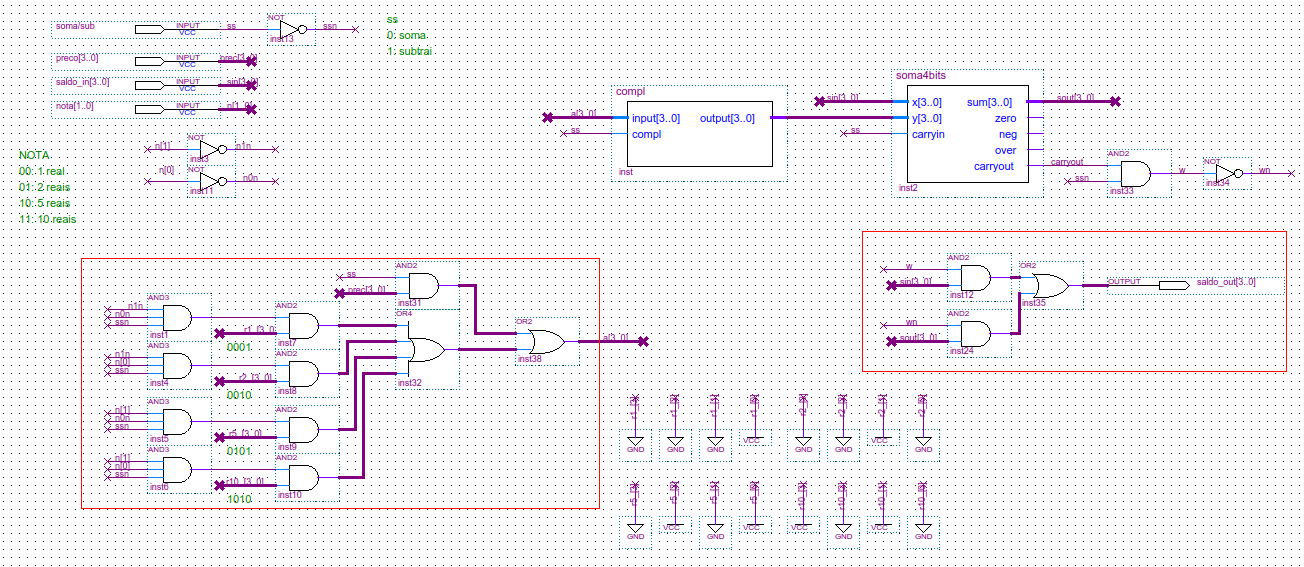 soma/sub
INPUT
VCC
ss
NOT
inst13
ssn
ss
0: soma
1: subtrai
preco[3..0]
INPUT
VCC
prec[3..0]
saldo_in[3..0]
INPUT
VCC
sin[3..0]
nota[1..0]
INPUT
VCC
n[1..0]
NOTA
00: 1 real
01: 2 reais
10: 5 reais
11: 10 reais
n[1]
NOT
inst3
n1n
n[0]
NOT
inst11
n0n
compl
a[3..0]
ss
input[3..0]
output[3..0]
compl
inst
soma4bits
sin[3..0]
ss
x[3..0]
sum[3..0]
y[3..0]
zero
carryin
neg
over
carryout
inst2
sout[3..0]
carryout
ssn
AND2
inst33
w
NOT
inst34
wn
ss
prec[3..0]
AND2
inst31
n1n
n0n
ssn
AND3
inst1
r1_[3..0]
0001
AND2
inst7
n1n
n[0]
ssn
AND3
inst4
r2_[3..0]
0010
AND2
inst8
n[1]
n0n
ssn
AND3
inst5
r5_[3..0]
0101
AND2
inst9
n[1]
n[0]
ssn
AND3
inst6
r10_[3..0]
1010
AND2
inst10
OR4
inst32
OR2
inst38
a[3..0]
w
sin[3..0]
AND2
inst12
wn
sout[3..0]
AND2
inst24
OR2
inst35
OUTPUT
saldo_out[3..0]
GND
GND
GND
VCC
GND
GND
VCC
GND
GND
VCC
GND
VCC
VCC
GND
VCC
GND